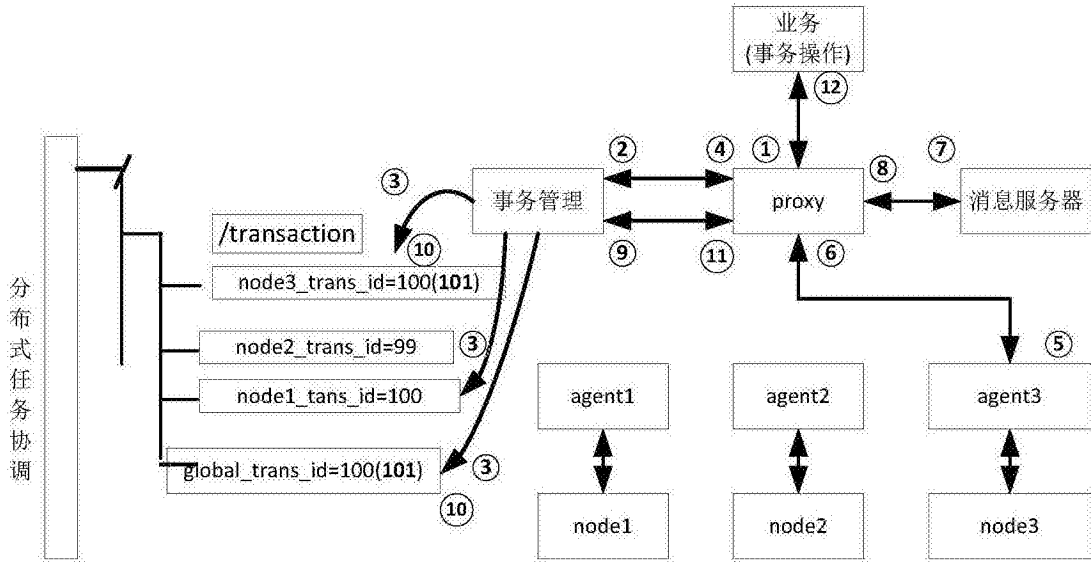 业务
(事务操作)
⑫
② ④ ① ⑦
③ ⑧
事务管理 proxy 消息服务器
/transaction
⑩ ⑨ ⑪ ⑥
node3_trans_id=100(101)
分布式任务协调
node2_trans_id=99 ③ ⑤
node1_tans_id=100 agent1 agent2 agent3
global_trans_id=100(101) ③
⑩
node1 node2 node3